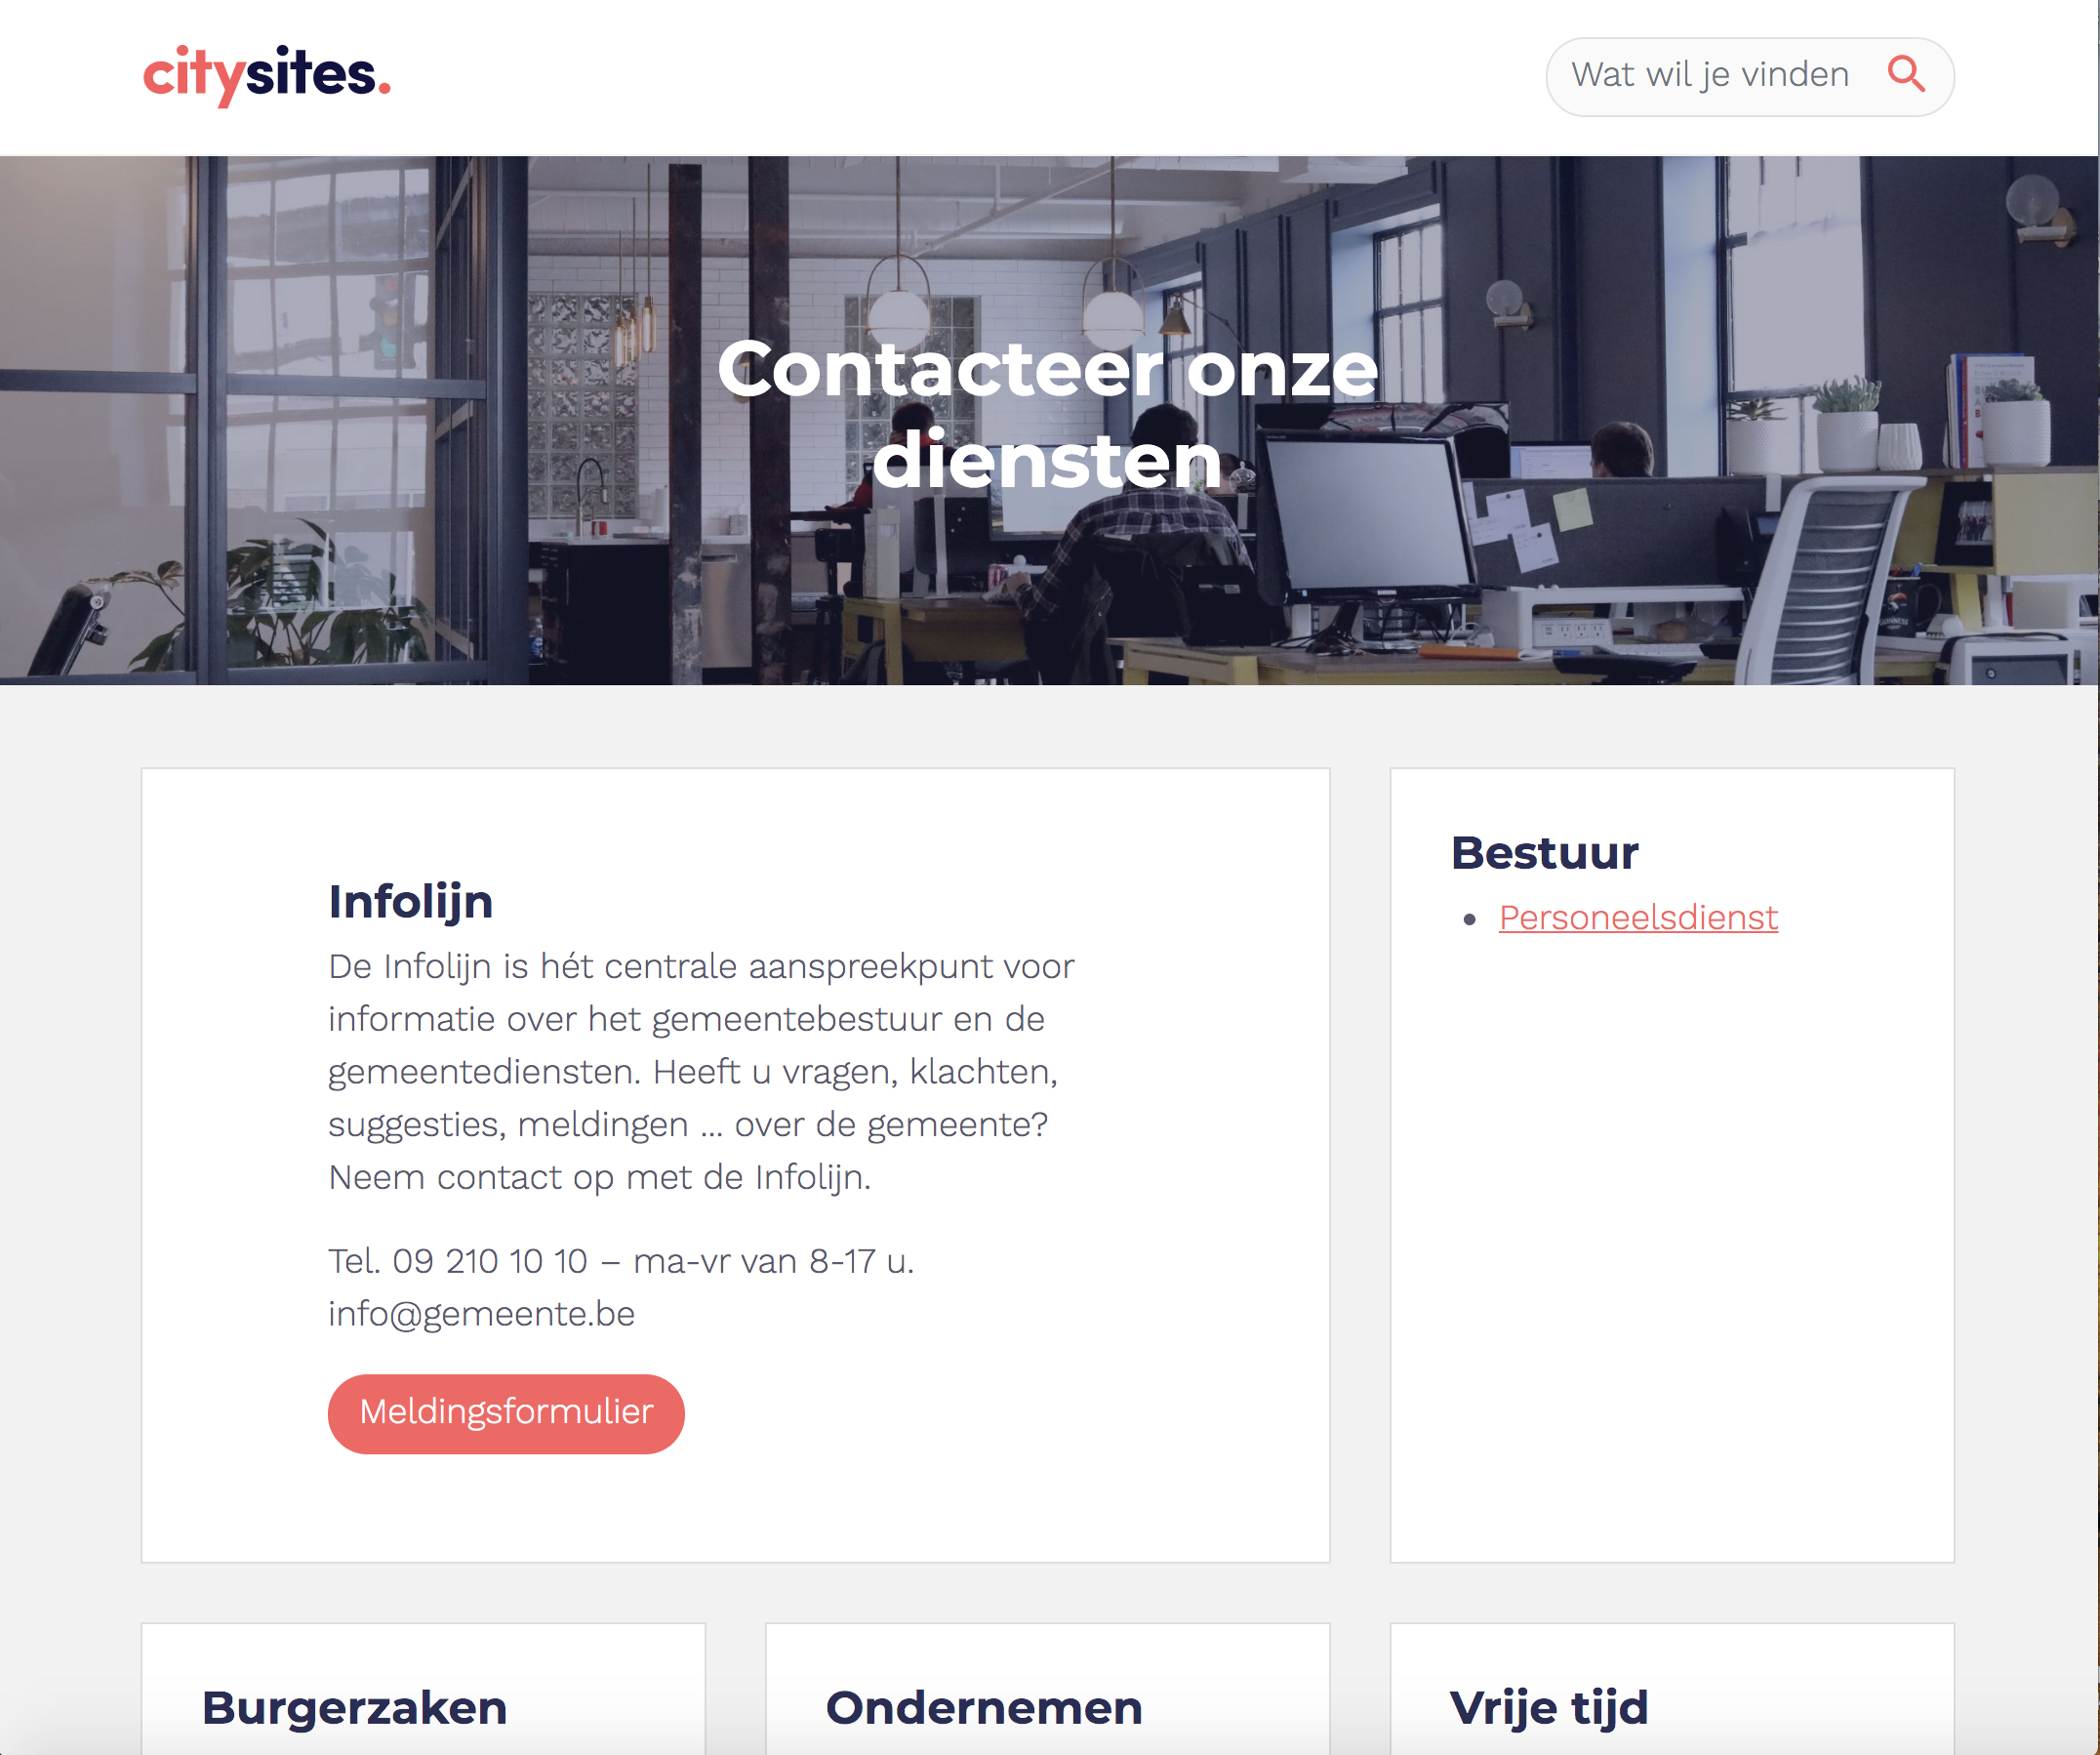 citysites.
Wat wil je vinden
Contacteer onze
diensten
Infolijn
De Infolijn is hét centrale aanspreekpunt voor
informatie over het gemeentebestuur en de
gemeentediensten. Heeft u vragen, klachten,
suggesties, meldingen ... over de gemeente?
Neem contact op met de Infolijn.
Tel. 09 210 10 10 – ma-vr van 8-17 u.
info@gemeente.be
Meldingsformulier
Bestuur
Personeelsdienst
Burgerzaken
Ondernemen
Vrije tijd